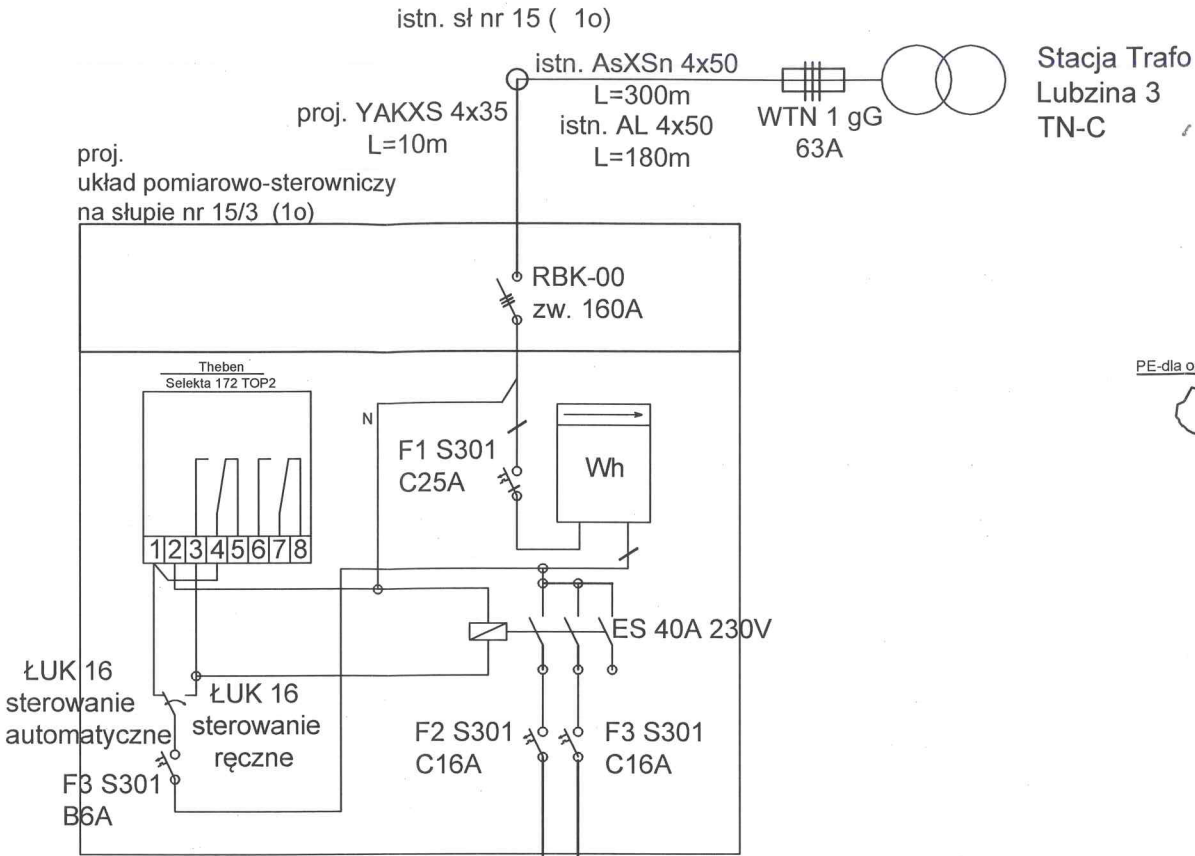 istn. sł nr 15 ( 1o)
istn. AsXSn 4x50
L=300m
istn. AL 4x50
L=180m
WTN 1 gG
63A
Stacja Trafo
Lubzina 3
TN-C
proj. YAKXS 4x35
L=10m
proj.
układ pomiarowo-sterowniczy
na słupie nr 15/3 (1o)
RBK-00
zw. 160A
Theben
Selekta 172 TOP2
PE-dla o
N
F1 S301
C25A
Wh
1 2 3 4 5 6 7 8
ES 40A 230V
ŁUK 16
sterowanie
automatyczne
ŁUK 16
sterowanie
ręczne
F2 S301
C16A
F3 S301
C16A
F3 S301
B6A